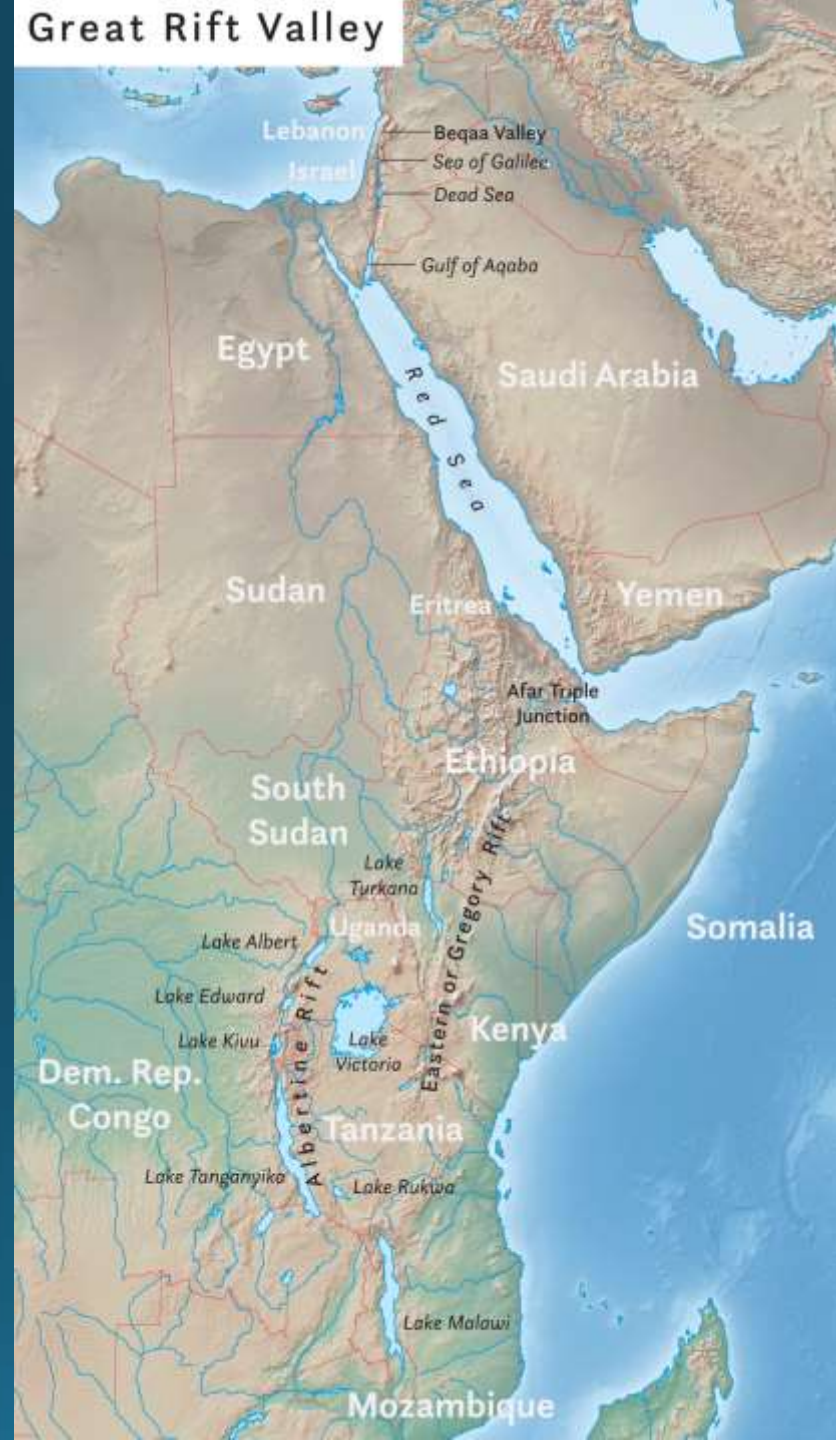 Great Rift Valley
Lebanon
Beqaa Valley
Israel
Sea of Galilee
Dead Sea
Gulf of Aqaba
Egypt
Red Sea
Saudi Arabia
Sudan
Eritrea
Yemen
Afar Triple
Junction
Ethiopia
South
Sudan
Lake
Turkana
Eastern or Gregory Rift
Uganda
Somalia
Lake Albert
Albertine Rift
Lake Edward
Lake Kivu
Lake
Victoria
Kenya
Dem. Rep.
Congo
Tanzania
Lake Tanganyika
Lake Rukwa
Lake Malawi
Mozambique